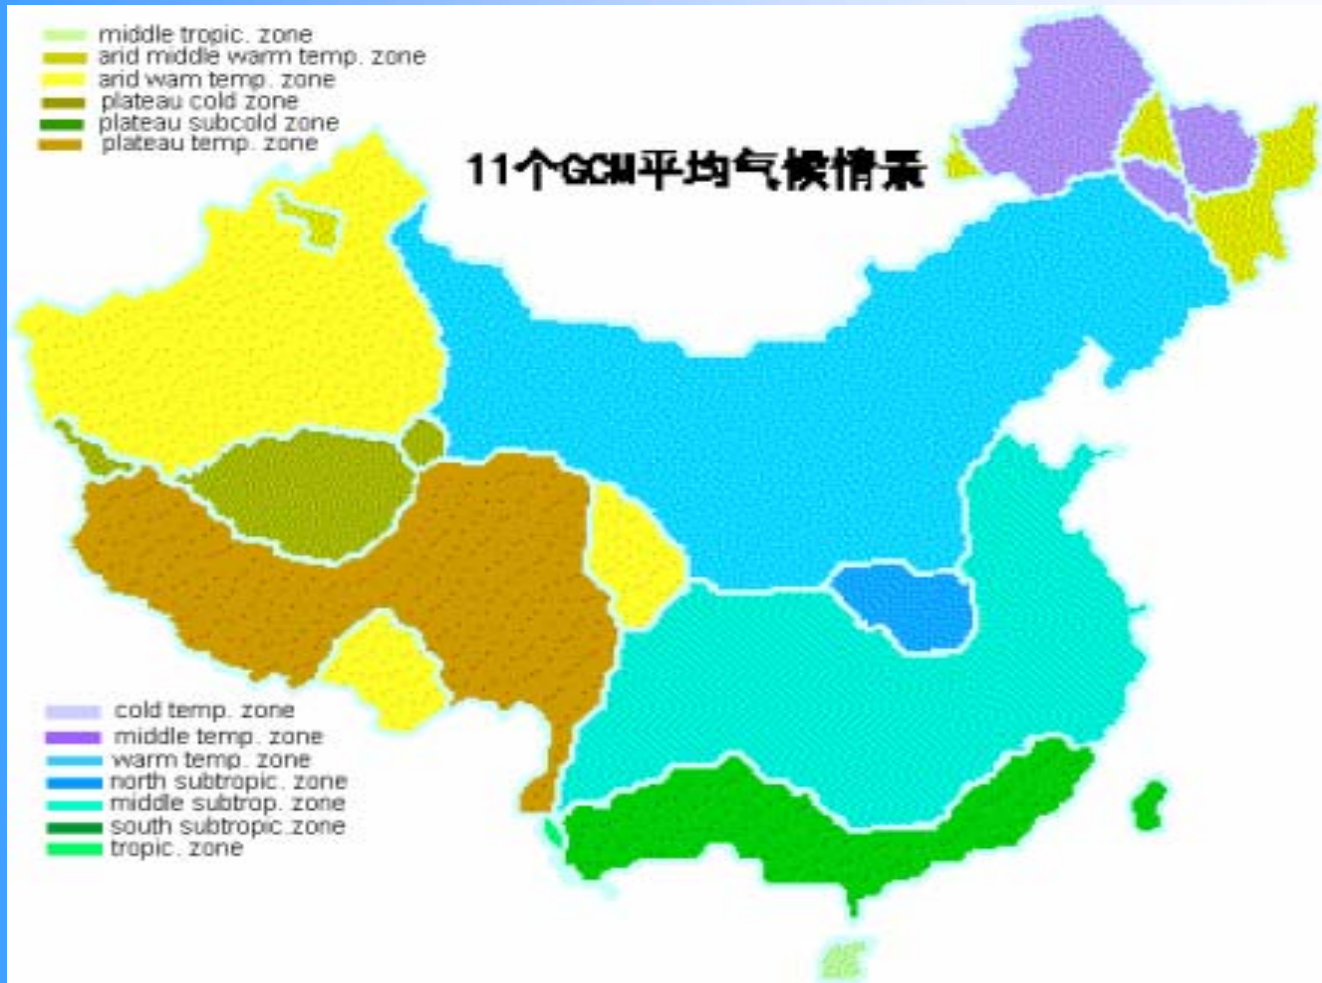 middle tropic. zone
arid middle warm temp. zone
arid wam temp. zone
plateau cold zone
plateau subcold zone
plateau temp. zone
11个GCM平均气候情景
cold temp. zone
middle temp. zone
warm temp. zone
north subtropic. zone
middle subtrop. zone
south subtropic.zone
tropic. zone